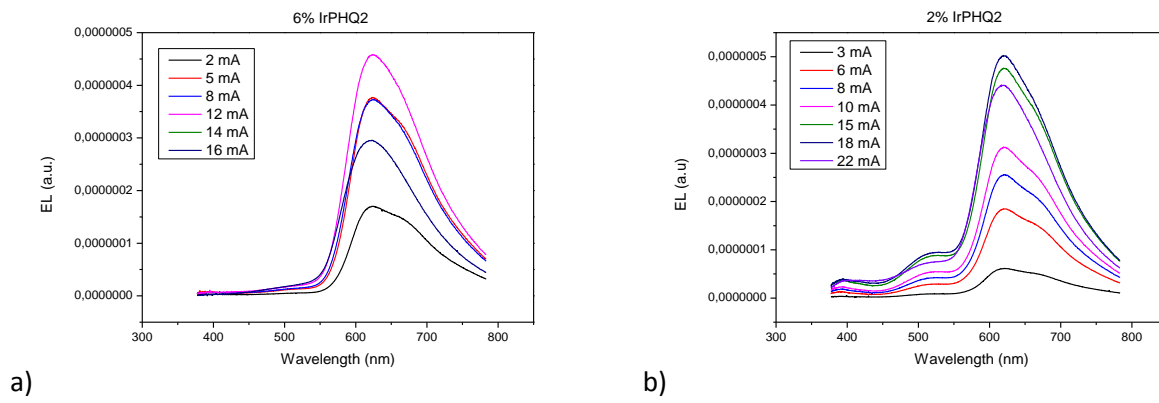 6% IrPHQ2
0,0000005
0,0000004
0,0000003
0,0000002
0,0000001
0,0000000
EL (a.u.)
2 mA
5 mA
8 mA
12 mA
14 mA
16 mA
300 400 500 600 700 800
Wavelength (nm)
a)
2% IrPHQ2
0,0000005
0,0000004
0,0000003
0,0000002
0,0000001
0,0000000
EL (a.u)
3 mA
6 mA
8 mA
10 mA
15 mA
18 mA
22 mA
300 400 500 600 700 800
Wavelength (nm)
b)